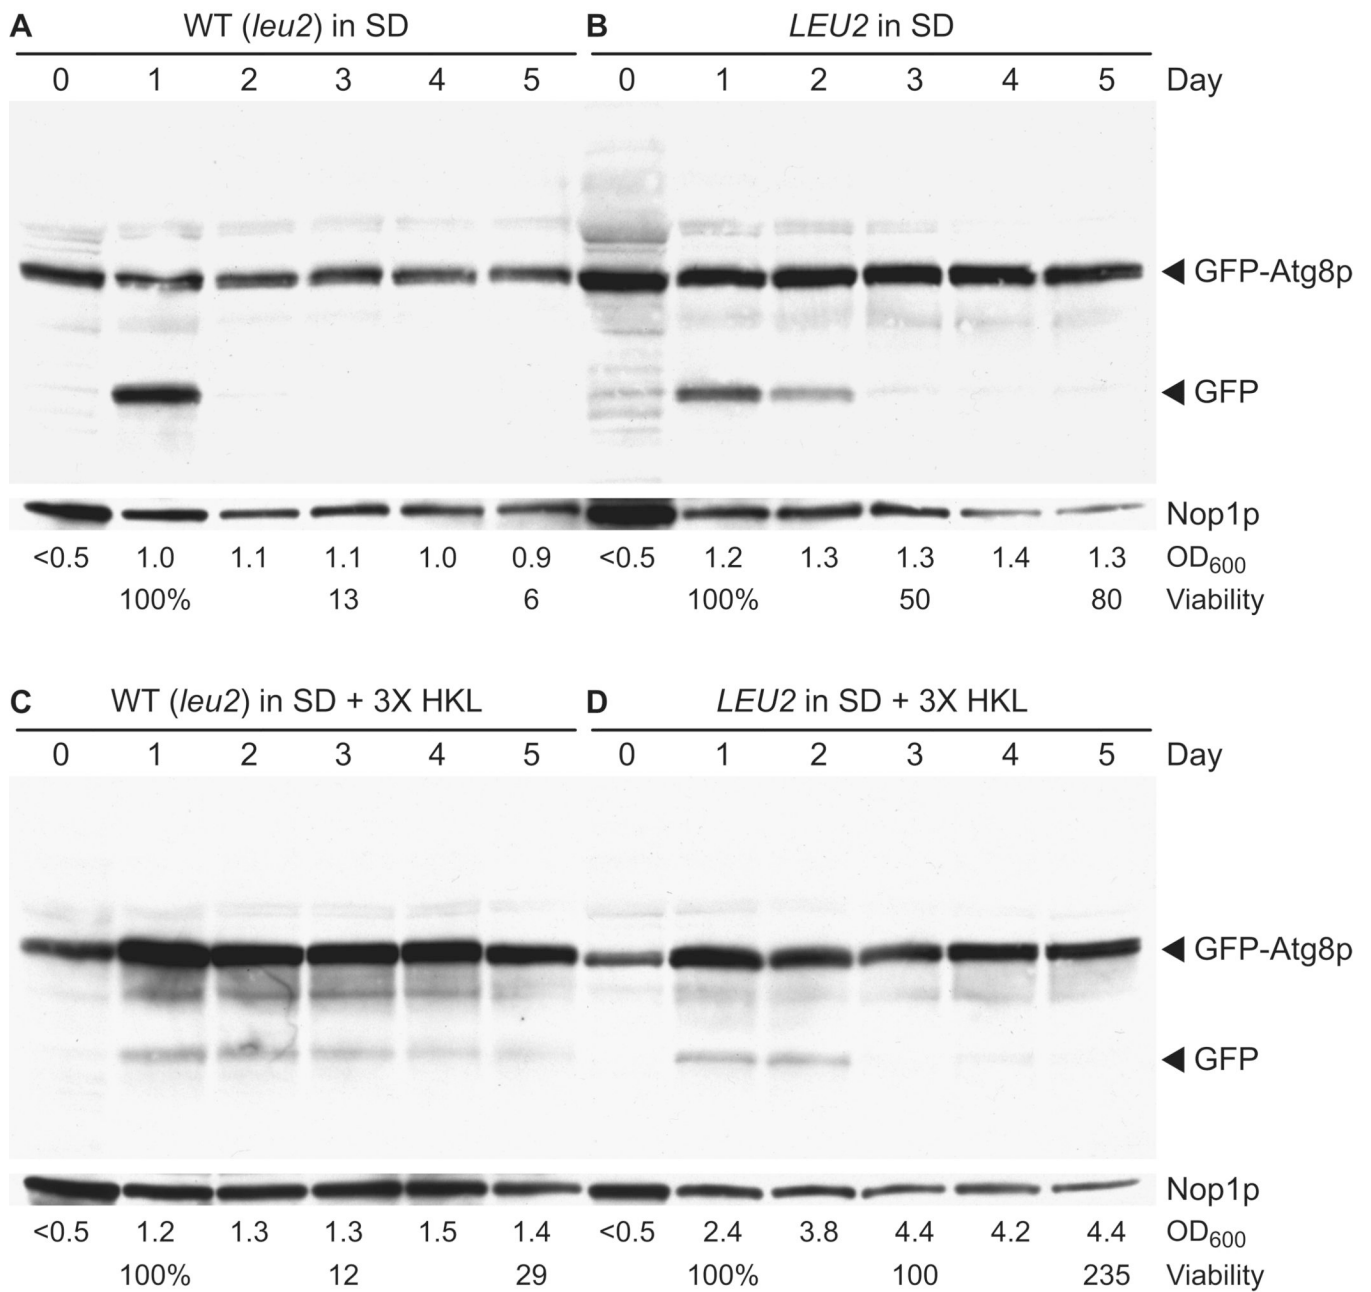 A WT (leu2) in SD B LEU2 in SD
0 1 2 3 4 5 0 1 2 3 4 5 Day
◄ GFP-Atg8p
◄ GFP
Nop1p
<0.5 1.0 1.1 1.1 1.0 0.9 <0.5 1.2 1.3 1.3 1.4 1.3 OD600
100% 13 6 100% 50 80 Viability
C WT (leu2) in SD + 3X HKL D LEU2 in SD + 3X HKL
0 1 2 3 4 5 0 1 2 3 4 5 Day
◄ GFP-Atg8p
◄ GFP
Nop1p
<0.5 1.2 1.3 1.3 1.5 1.4 <0.5 2.4 3.8 4.4 4.2 4.4 OD600
100% 12 29 100% 100 235 Viability